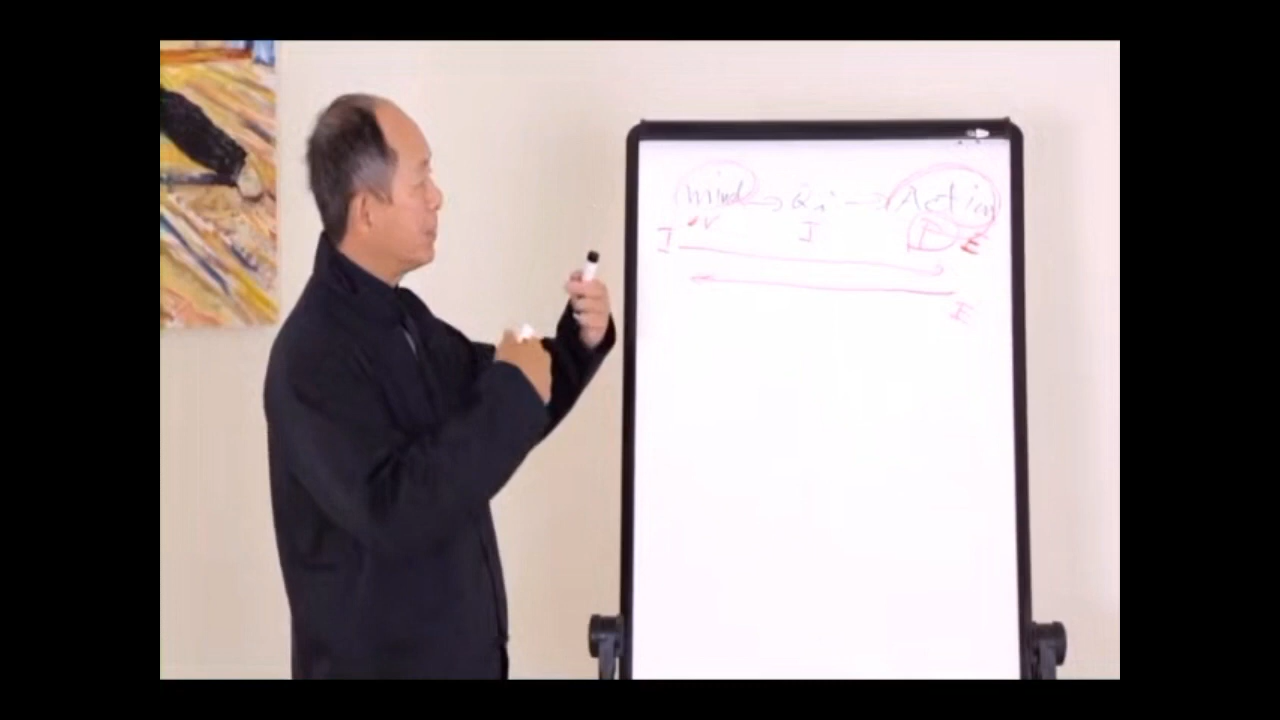 mind → Qi → Action
I P E
E